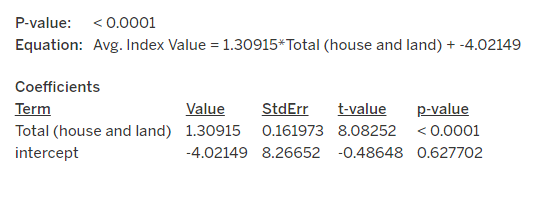 P-value: < 0.0001
Equation: Avg. Index Value = 1.30915*Total (house and land) + -4.02149
Coefficients
Term Value StdErr t-value p-value
Total (house and land) 1.30915 0.161973 8.08252 < 0.0001
intercept -4.02149 8.26652 -0.48648 0.627702